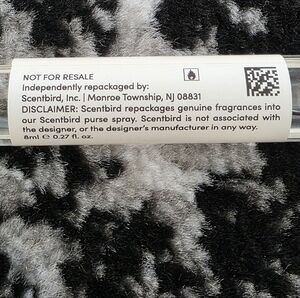 NOT FOR RESALE
Independently repackaged by:
Scentbird, Inc. | Monroe Township, NJ 08831
DISCLAIMER: Scentbird repackages genuine fragrances into
our Scentbird purse spray. Scentbird is not associated with
the designer, or the designer's manufacturer in any way.
8ml ℮ 0.27 fl. oz.